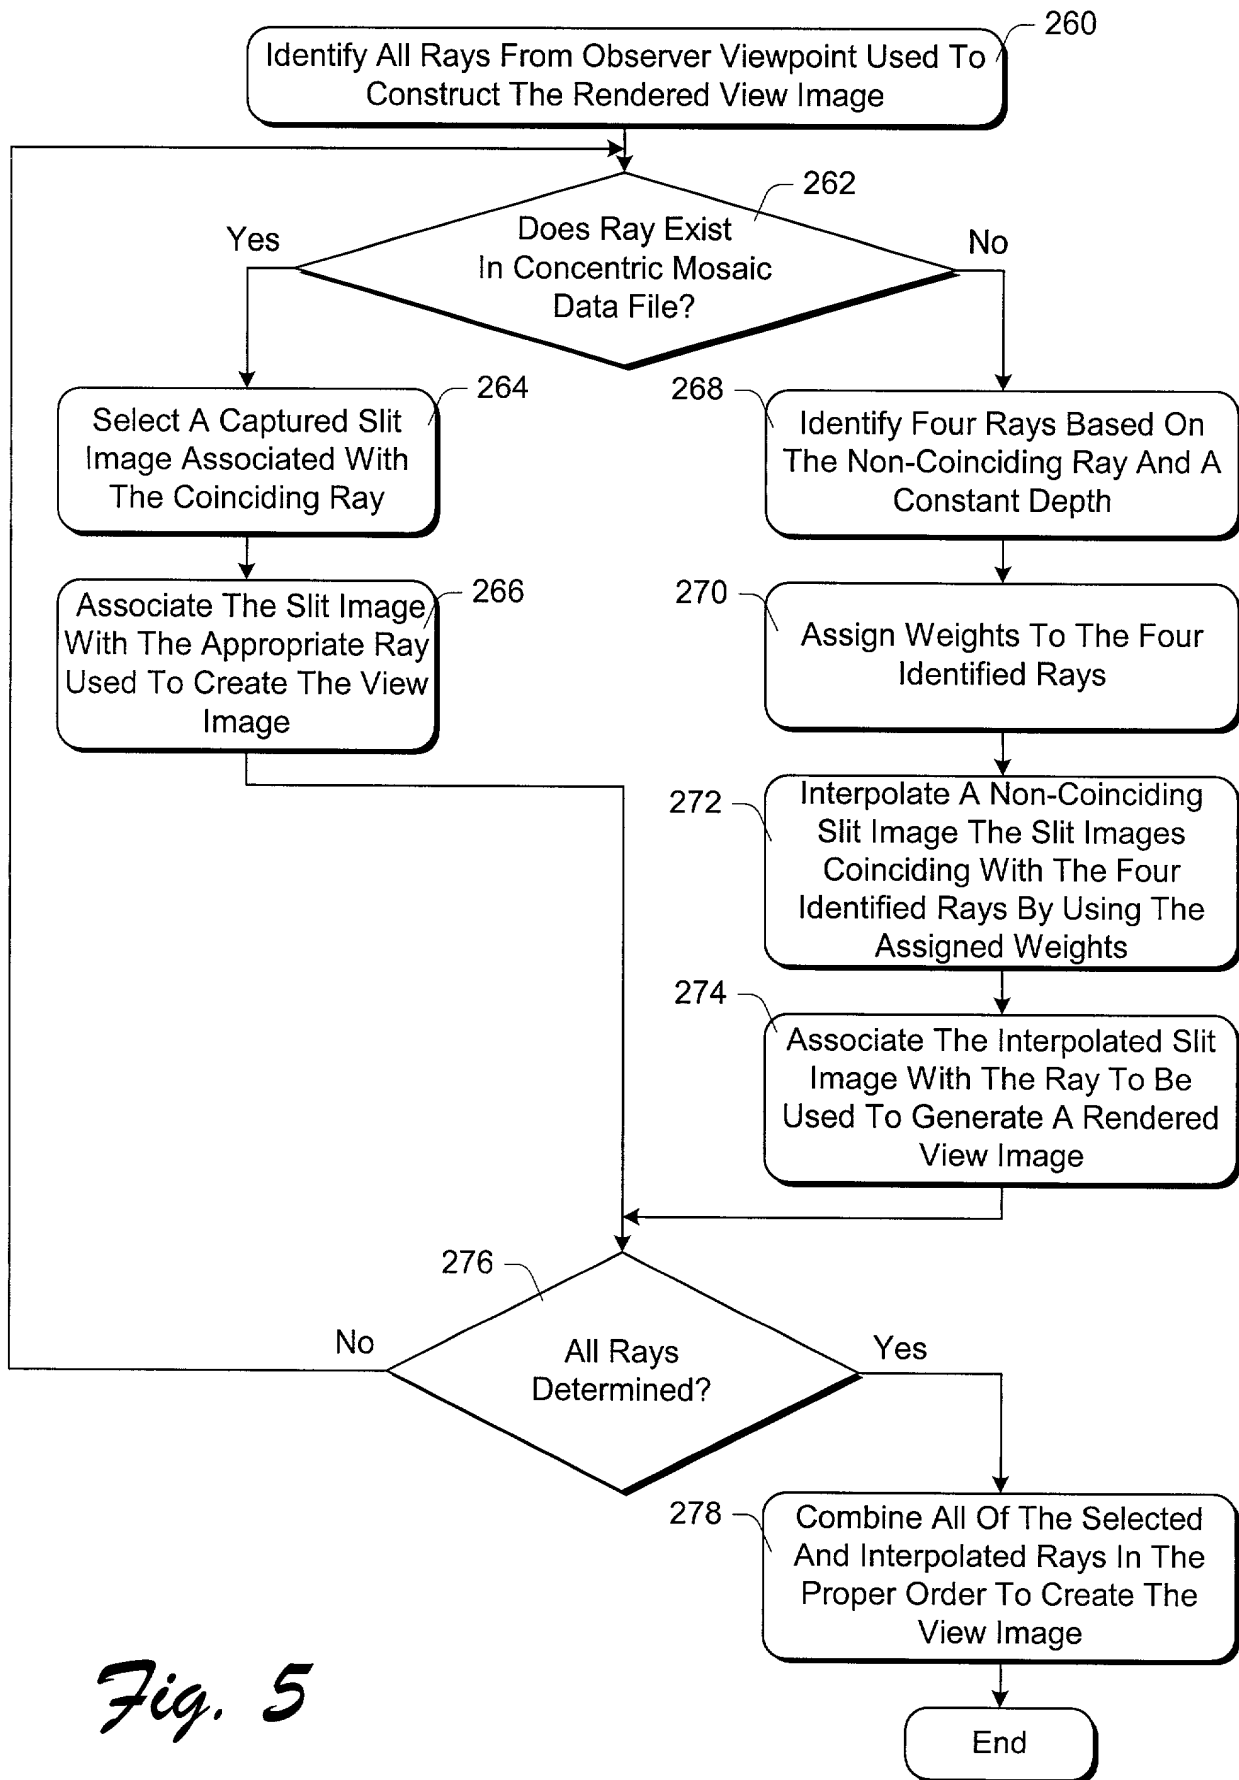 260
Identify All Rays From Observer Viewpoint Used To
Construct The Rendered View Image
262
Does Ray Exist
In Concentric Mosaic
Data File?
Yes
No
264
Select A Captured Slit
Image Associated With
The Coinciding Ray
266
Associate The Slit Image
With The Appropriate Ray
Used To Create The View
Image
268
Identify Four Rays Based On
The Non-Coinciding Ray And A
Constant Depth
270
Assign Weights To The Four
Identified Rays
272
Interpolate A Non-Coinciding
Slit Image The Slit Images
Coinciding With The Four
Identified Rays By Using The
Assigned Weights
274
Associate The Interpolated Slit
Image With The Ray To Be
Used To Generate A Rendered
View Image
276
All Rays
Determined?
No
Yes
278
Combine All Of The Selected
And Interpolated Rays In The
Proper Order To Create The
View Image
End
Fig. 5